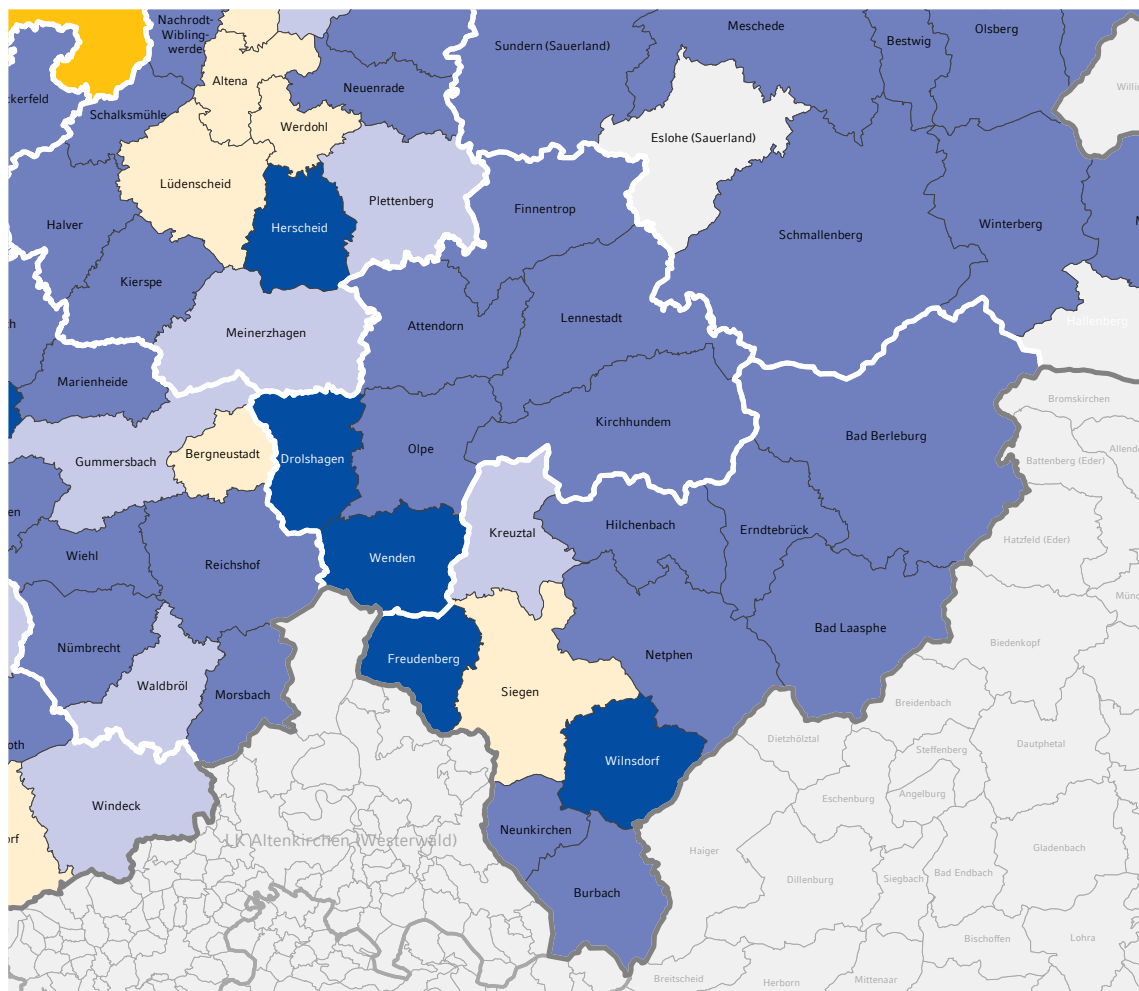 Nachrodt-
Wibling-
werde
Meschede
Olsberg
Sundern (Sauerland)
Bestwig
Altena
Neuenrade
ckerfeld
Schalksmühle
Werdohl
Eslohe (Sauerland)
Lüdenscheid
Plettenberg
Finnentrop
Halver
Herscheid
Schmallenberg
Winterberg
Kierspe
Meinerzhagen
Attendorn
Lennestadt
Hallenberg
Marienheide
Bromskirchen
Kirchhundem
Bad Berleburg
Gummersbach
Bergneustadt
Drolshagen
Olpe
Battenberg (Eder)
Wiehl
Reichshof
Wenden
Kreuztal
Hilchenbach
Erndtebrück
Hatzfeld (Eder)
Nümbrecht
Waldbröl
Morsbach
Freudenberg
Siegen
Netphen
Bad Laasphe
Biedenkopf
Breidenbach
Dietzhölztal
Steffenberg
Dautphetal
Wilnsdorf
Windeck
Eschenburg
Angelburg
LK Altenkirchen (Westerwald)
Neunkirchen
Haiger
Gladenbach
Burbach
Dillenburg
Siegbach
Bad Endbach
Bischoffen
Lohra
Breitscheid
Herborn
Mittenaar